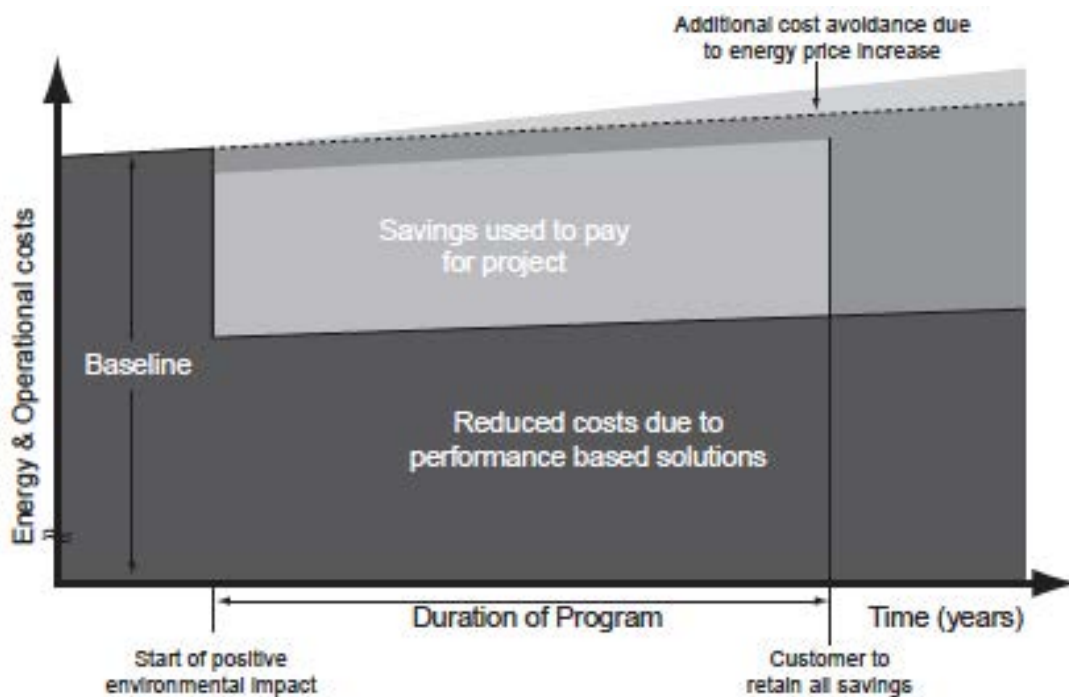 Additional cost avoidance due
to energy price increase
Energy & Operational costs
Savings used to pay
for project
Baseline
Reduced costs due to
performance based solutions
Duration of Program
Time (years)
Start of positive
environmental impact
Customer to
retain all savings